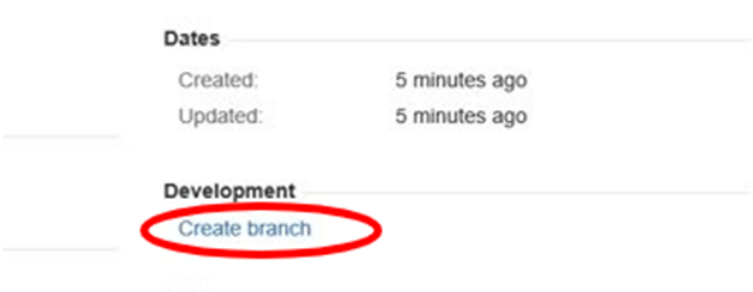 Dates
Created: 5 minutes ago
Updated: 5 minutes ago
Development
Create branch